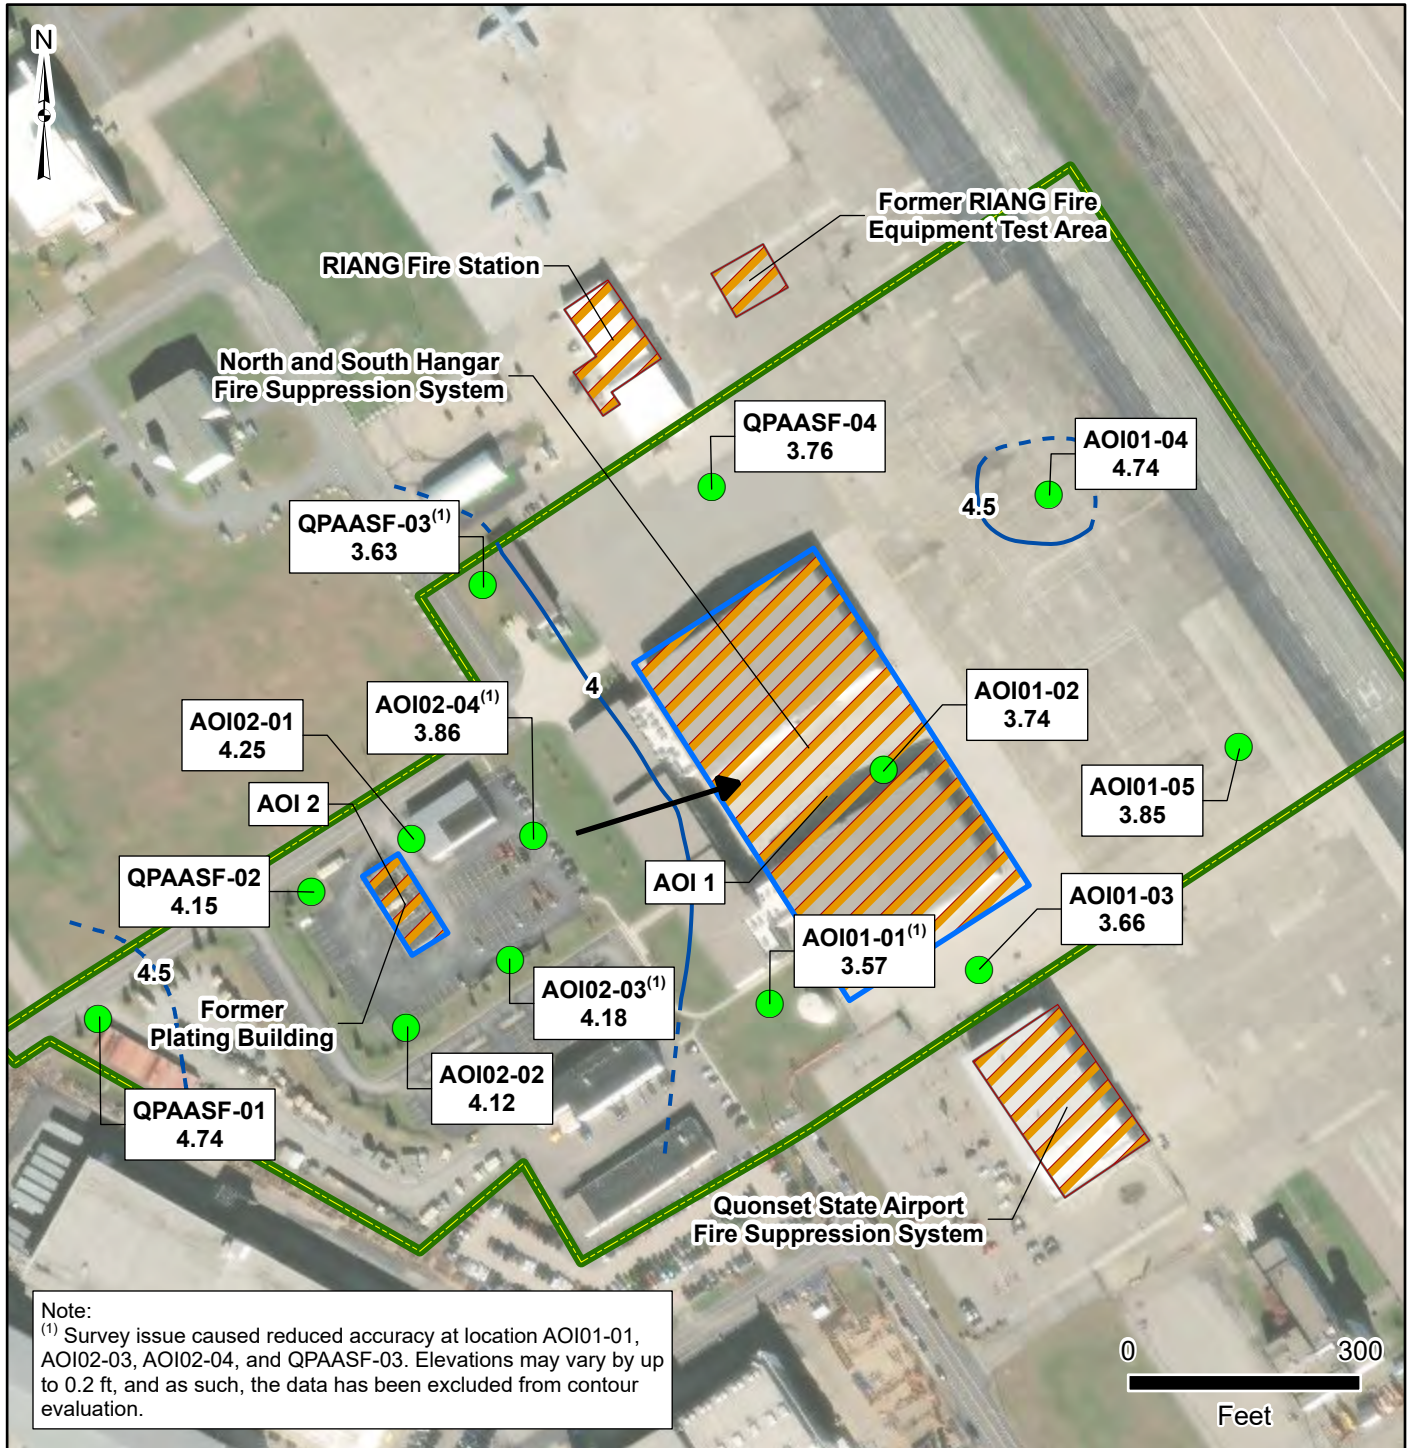 N
Former RIANG Fire
Equipment Test Area
RIANG Fire Station
North and South Hangar
Fire Suppression System
QPAASF-04
3.76
AOI01-04
4.74
4.5
QPAASF-03(1)
3.63
4
AOI02-04(1)
3.86
AOI01-02
3.74
AOI02-01
4.25
AOI 2
AOI01-05
3.85
QPAASF-02
4.15
AOI 1
AOI01-03
3.66
AOI01-01(1)
3.57
4.5
AOI02-03(1)
4.18
Former
Plating Building
AOI02-02
4.12
QPAASF-01
4.74
Quonset State Airport
Fire Suppression System
Note:
(1) Survey issue caused reduced accuracy at location AOI01-01,
AOI02-03, AOI02-04, and QPAASF-03. Elevations may vary by up
to 0.2 ft, and as such, the data has been excluded from contour
evaluation.
0 300
Feet